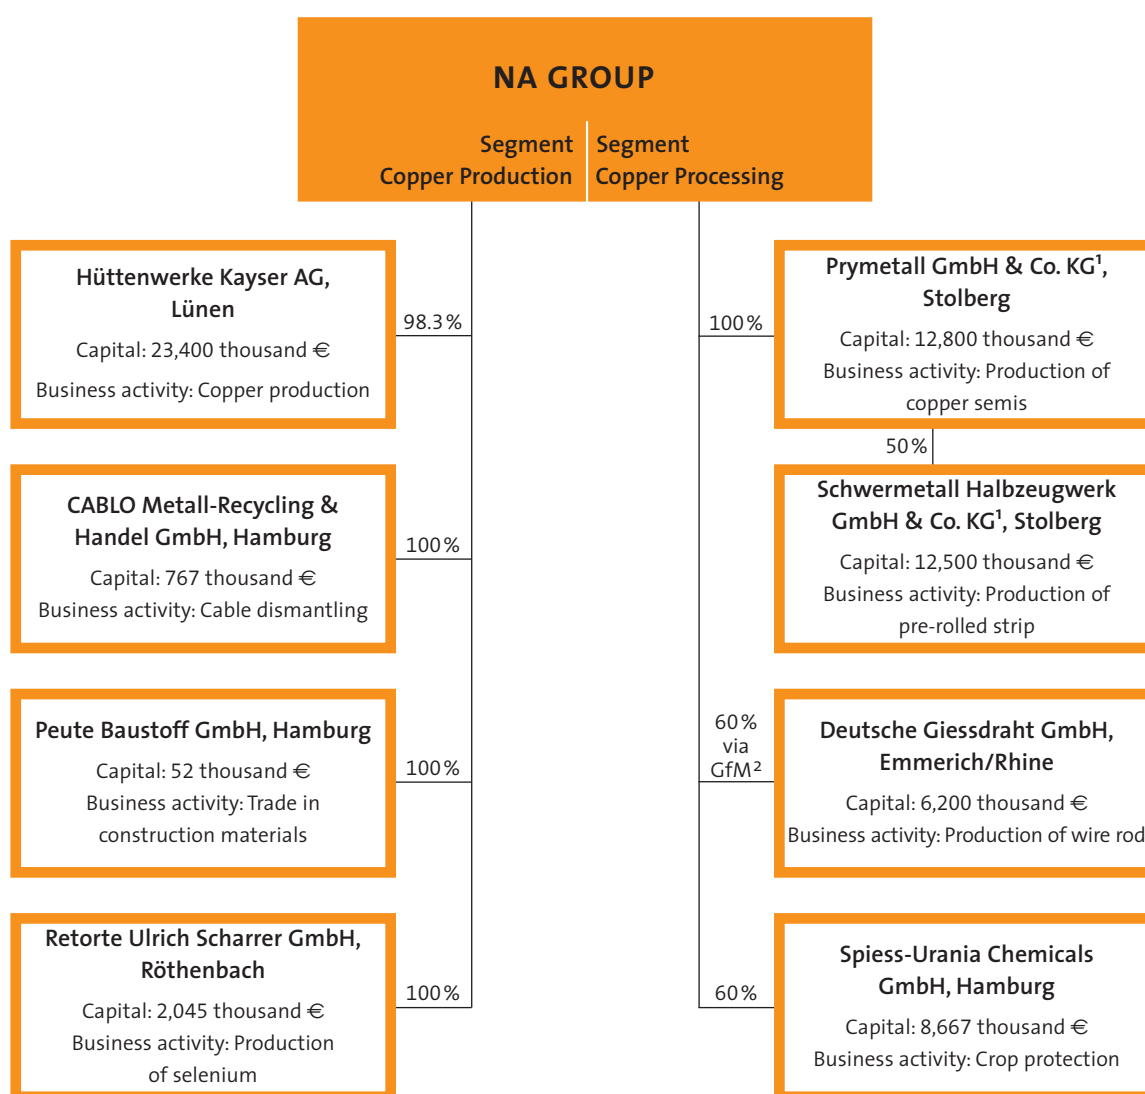 NA GROUP
Segment
Copper Production
Segment
Copper Processing
Hüttenwerke Kayser AG,
Lünen
Capital: 23,400 thousand €
Business activity: Copper production
98.3%
CABLO Metall-Recycling &
Handel GmbH, Hamburg
Capital: 767 thousand €
Business activity: Cable dismantling
100%
Peute Baustoff GmbH, Hamburg
Capital: 52 thousand €
Business activity: Trade in
construction materials
100%
Retorte Ulrich Scharrer GmbH,
Röthenbach
Capital: 2,045 thousand €
Business activity: Production
of selenium
100%
100%
Prymetall GmbH & Co. KG¹,
Stolberg
Capital: 12,800 thousand €
Business activity: Production of
copper semis
50%
Schwermetall Halbzeugwerk
GmbH & Co. KG¹, Stolberg
Capital: 12,500 thousand €
Business activity: Production of
pre-rolled strip
60%
via
GfM²
Deutsche Giessdraht GmbH,
Emmerich/Rhine
Capital: 6,200 thousand €
Business activity: Production of wire rod
60%
Spiess-Urania Chemicals
GmbH, Hamburg
Capital: 8,667 thousand €
Business activity: Crop protection